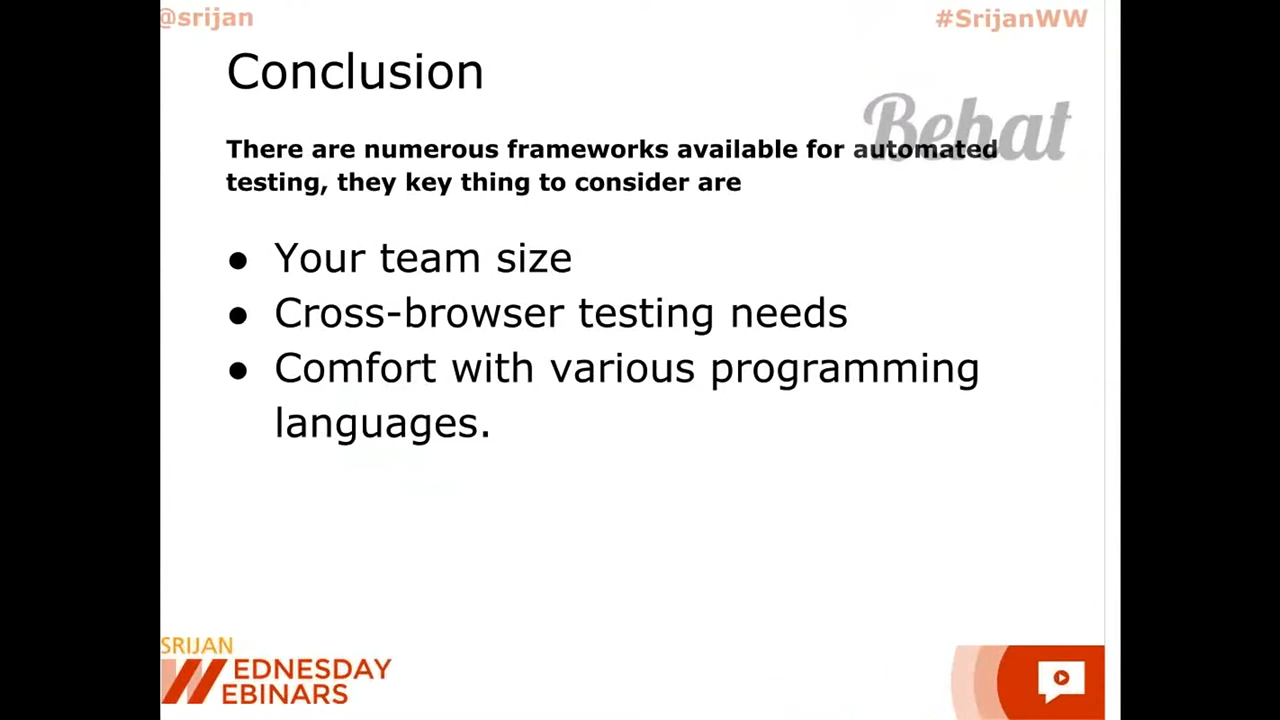 @srijan #SrijanWW
Conclusion
Behat
There are numerous frameworks available for automated
testing, they key thing to consider are
● Your team size
● Cross-browser testing needs
● Comfort with various programming
languages.
SRIJAN
WEDNESDAY
WEBINARS